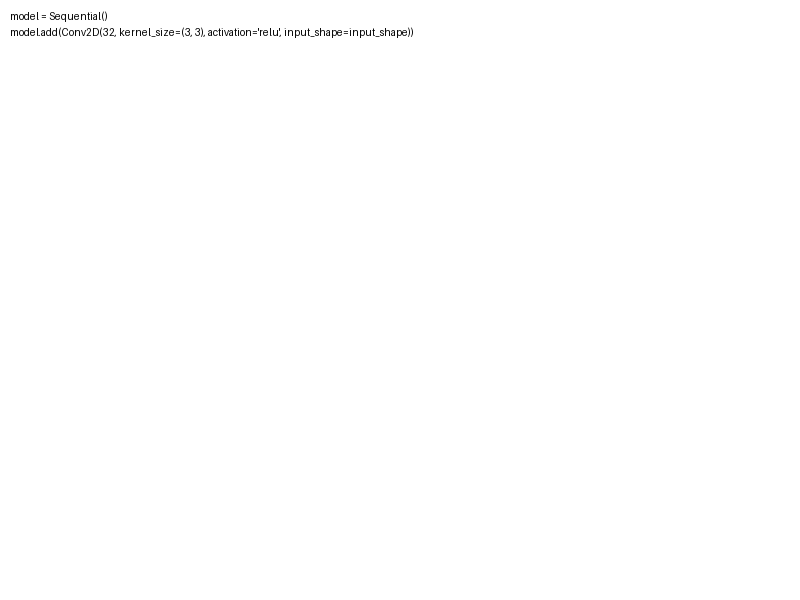 model = Sequential()
model.add(Conv2D(32, kernel_size=(3, 3), activation='relu', input_shape=input_shape))